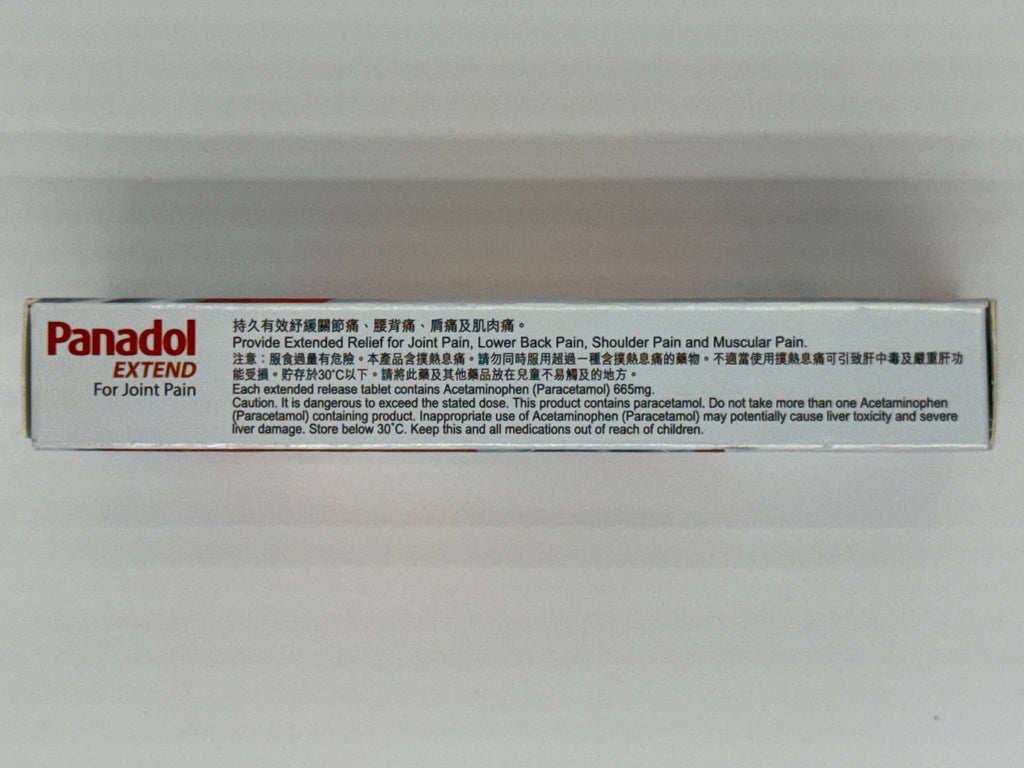 Panadol
EXTEND
For Joint Pain
持久有效紓緩關節痛、腰背痛、肩痛及肌肉痛。
Provide Extended Relief for Joint Pain, Lower Back Pain, Shoulder Pain and Muscular Pain.
注意：服食過量有危險。本產品含撲熱息痛。請勿同時服用超過一種含撲熱息痛的藥物。不適當使用撲熱息痛可引致肝中毒及嚴重肝功
能受損。貯存於30˚C以下。請將此藥及其他藥品放在兒童不易觸及的地方。
Each extended release tablet contains Acetaminophen (Paracetamol) 665mg.
Caution. It is dangerous to exceed the stated dose. This product contains paracetamol. Do not take more than one Acetaminophen
(Paracetamol) containing product. Inappropriate use of Acetaminophen (Paracetamol) may potentially cause liver toxicity and severe
liver damage. Store below 30˚C. Keep this and all medications out of reach of children.